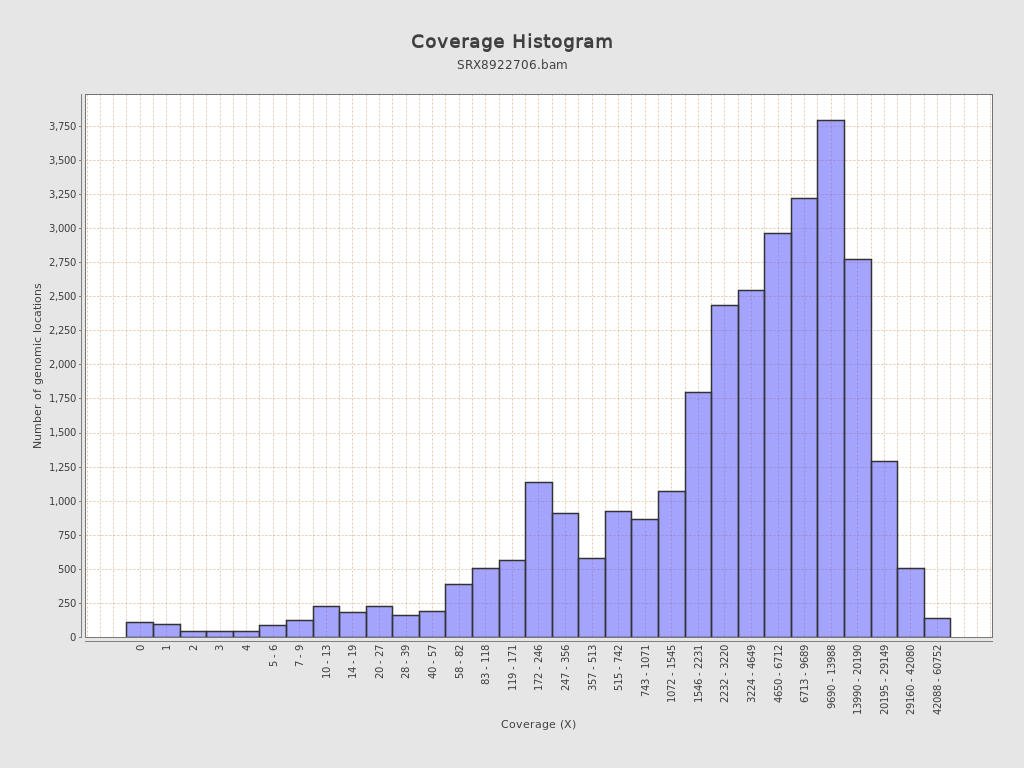 Coverage Histogram
SRX8922706.bam
Number of genomic locations
3,750
3,500
3,250
3,000
2,750
2,500
2,250
2,000
1,750
1,500
1,250
1,000
750
500
250
0
0
1
2
3
4
5 - 6
7 - 9
10 - 13
14 - 19
20 - 27
28 - 39
40 - 57
58 - 82
83 - 118
119 - 171
172 - 246
247 - 356
357 - 513
515 - 742
743 - 1071
1072 - 1545
1546 - 2231
2232 - 3220
3224 - 4649
4650 - 6712
6713 - 9689
9690 - 13988
13990 - 20190
20195 - 29149
29160 - 42080
42088 - 60752
Coverage (X)